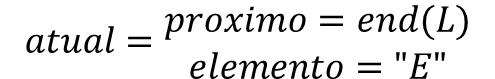 atual = proximo = end(L)
elemento = "E"